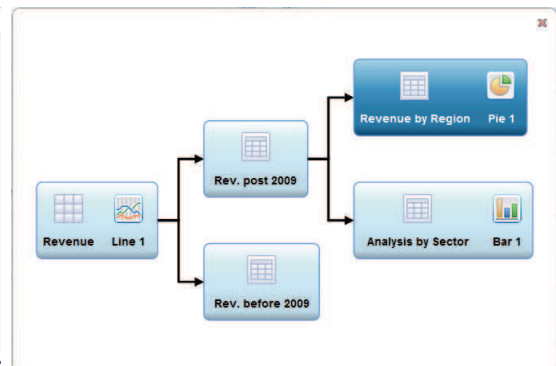 Revenue by Region Pie 1
Rev. post 2009
Revenue Line 1
Analysis by Sector Bar 1
Rev. before 2009